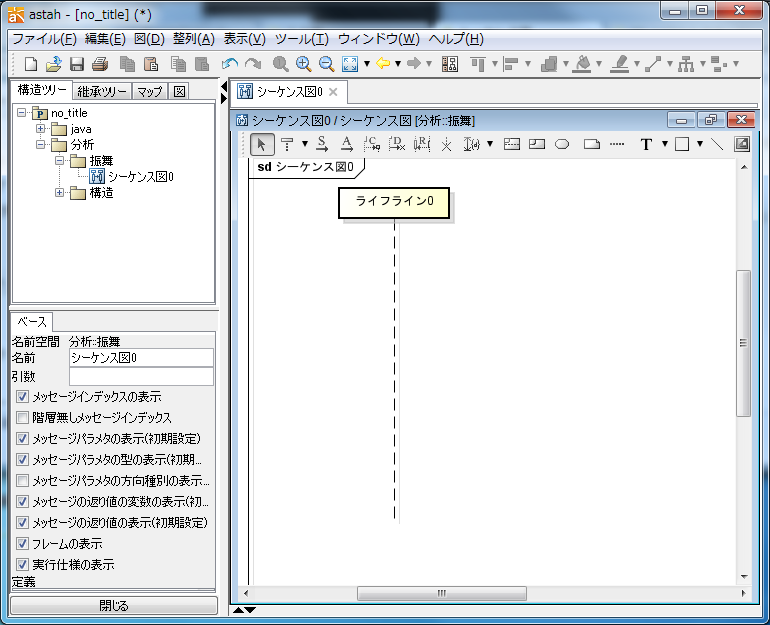 astah - [no_title] (*)
ファイル(F) 編集(E) 図(D) 整列(A) 表示(V) ツール(T) ウィンドウ(W) ヘルプ(H)
構造ツリー 継承ツリー マップ 図
no_title
java
分析
振舞
シーケンス図0
構造
ベース
名前空間 分析::振舞
名前 シーケンス図0
引数
メッセージインデックスの表示
階層無しメッセージインデックス
メッセージパラメタの表示(初期設定)
メッセージパラメタの型の表示(初期...
メッセージパラメタの方向種別の表示...
メッセージの返り値の変数の表示(初...
メッセージの返り値の表示(初期設定)
フレームの表示
実行仕様の表示
定義
閉じる
シーケンス図0
シーケンス図0 / シーケンス図 [分析::振舞]
sd シーケンス図0
ライフライン0